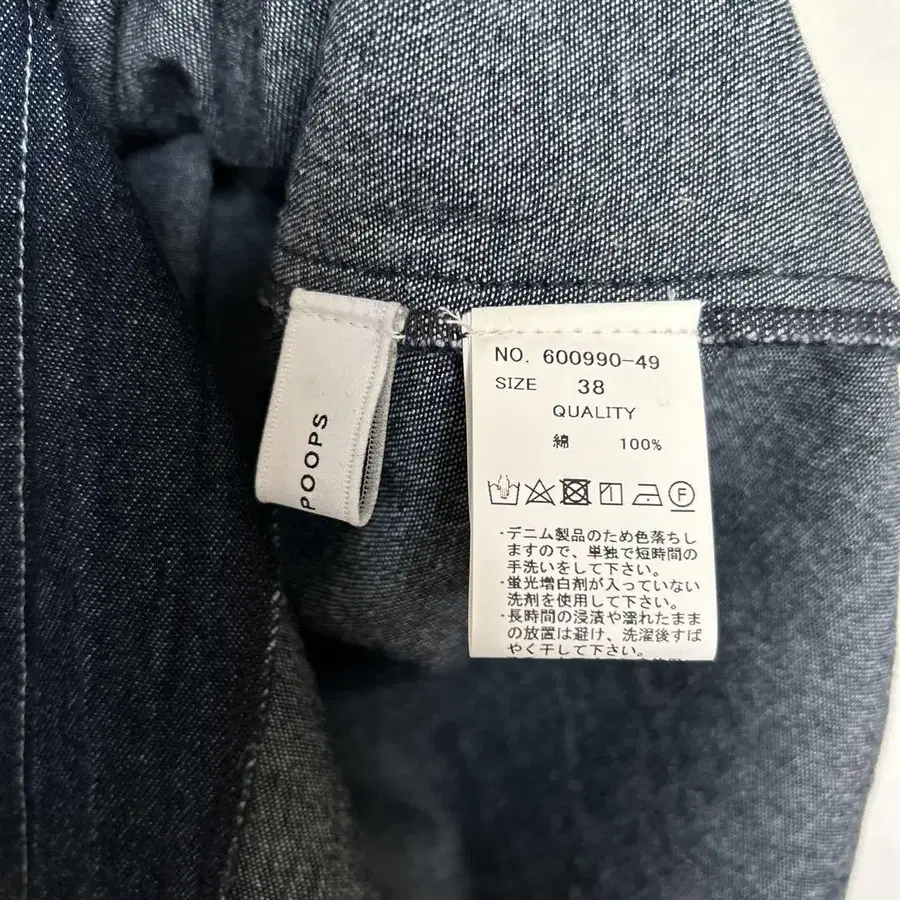 POOPS
NO. 600990-49
SIZE 38
QUALITY
綿 100%
F
・デニム製品のため色落ちし
ますので、単独で短時間の
手洗いをして下さい。
・蛍光増白剤が入っていない
洗剤を使用して下さい。
・長時間の浸漬や濡れたまま
の放置は避け、洗濯後すば
やく干して下さい。